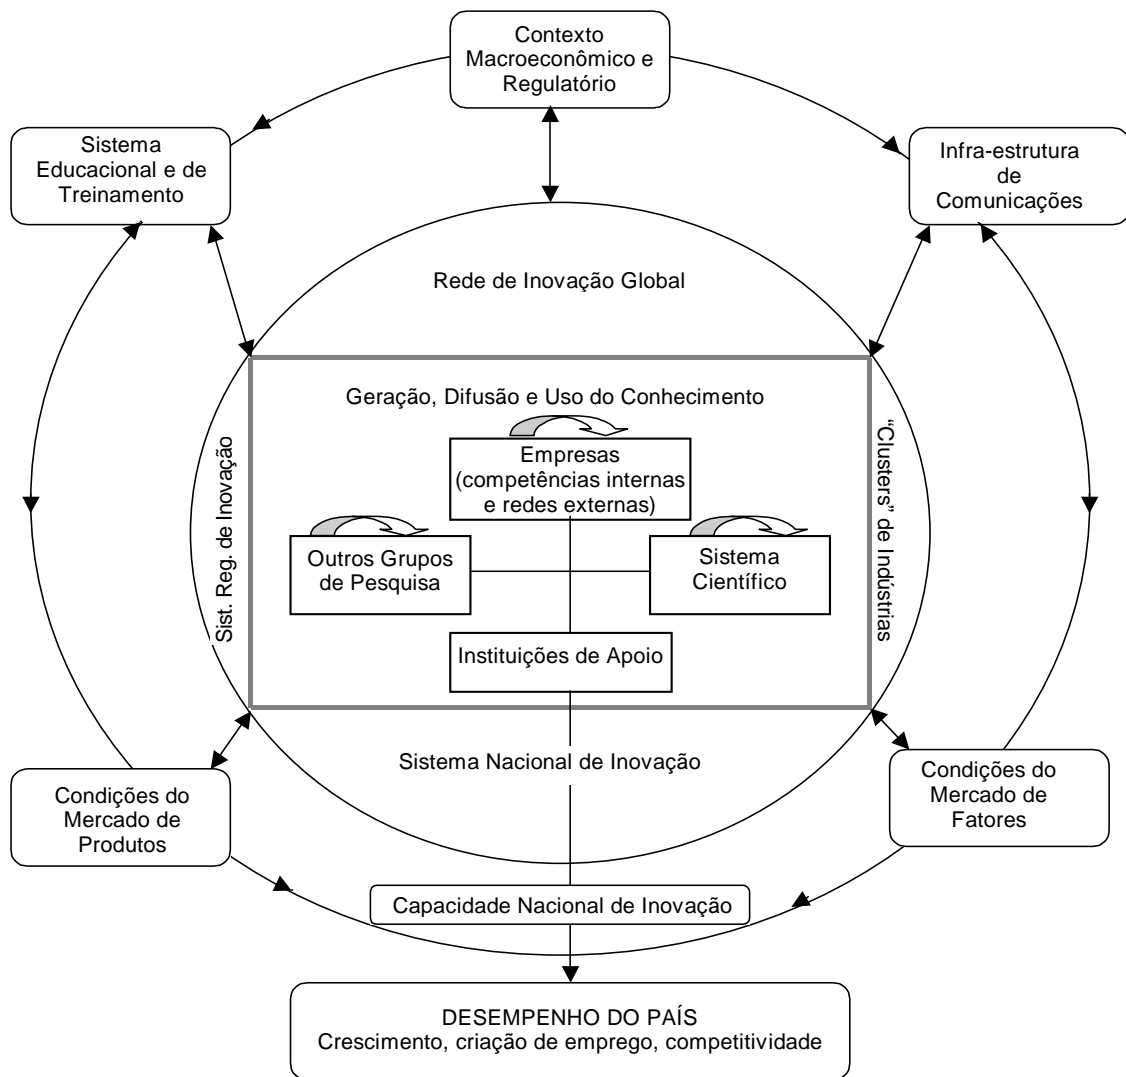 Contexto
Macroeconômico e
Regulatório
Sistema
Educacional e de
Treinamento
Infra-estrutura
de
Comunicações
Rede de Inovação Global
Geração, Difusão e Uso do Conhecimento
Sist. Reg. de Inovação
“Clusters” de Indústrias
Empresas
(competências internas
e redes externas)
Outros Grupos
de Pesquisa
Sistema
Científico
Instituições de Apoio
Sistema Nacional de Inovação
Condições do
Mercado de
Produtos
Condições do
Mercado de
Fatores
Capacidade Nacional de Inovação
DESEMPENHO DO PAÍS
Crescimento, criação de emprego, competitividade